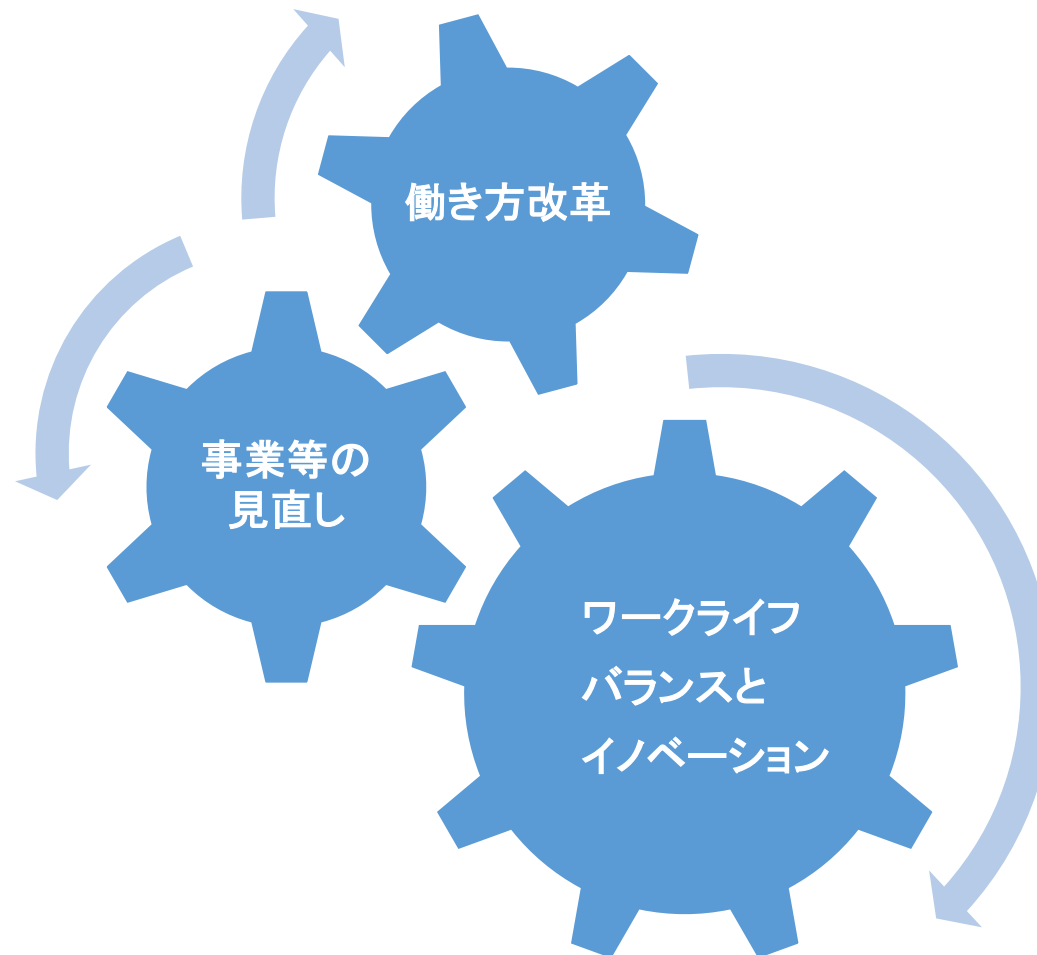 働き方改革
事業等の
見直し
ワークライフ
バランスと
イノベーション